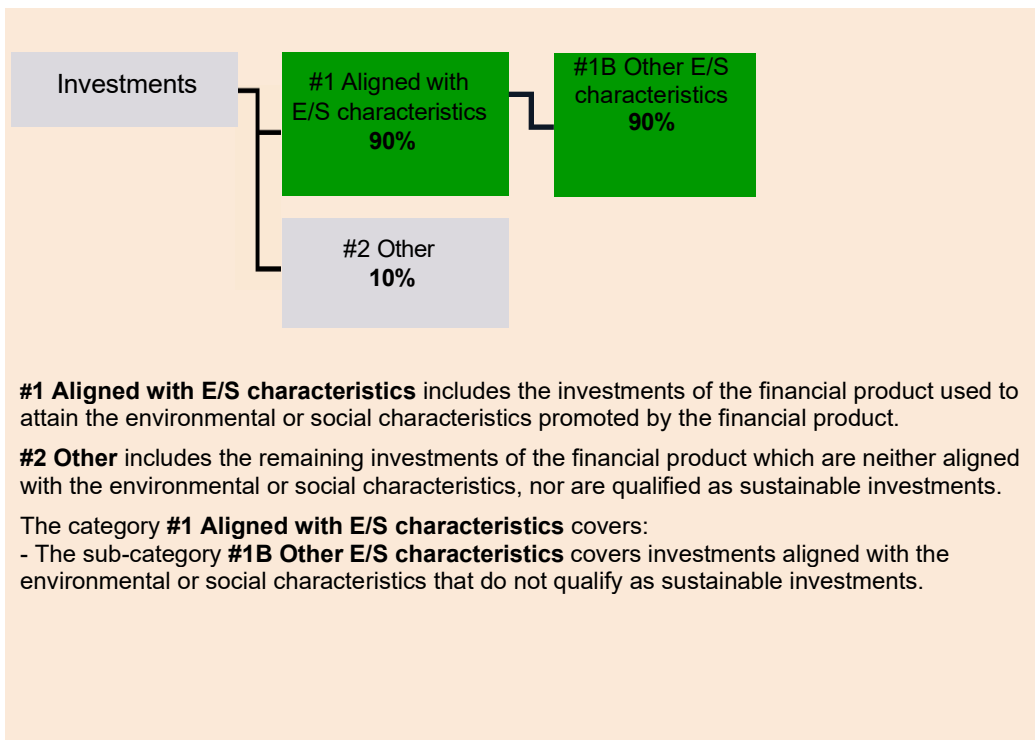 Investments
#1 Aligned with
E/S characteristics
90%
#1B Other E/S
characteristics
90%
#2 Other
10%
#1 Aligned with E/S characteristics includes the investments of the financial product used to
attain the environmental or social characteristics promoted by the financial product.
#2 Other includes the remaining investments of the financial product which are neither aligned
with the environmental or social characteristics, nor are qualified as sustainable investments.
The category #1 Aligned with E/S characteristics covers:
- The sub-category #1B Other E/S characteristics covers investments aligned with the
environmental or social characteristics that do not qualify as sustainable investments.